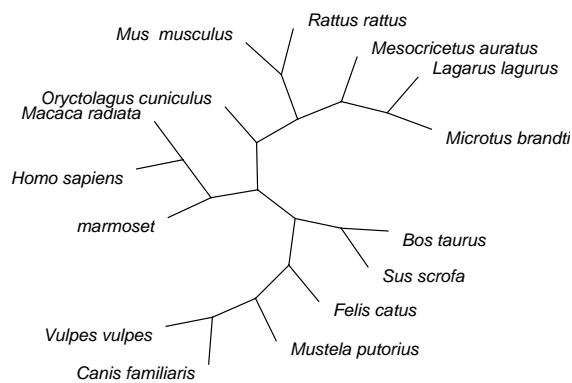 Rattus rattus
Mus musculus
Mesocricetus auratus
Lagarus lagurus
Oryctolagus cuniculus
Macaca radiata
Microtus brandti
Homo sapiens
marmoset
Bos taurus
Sus scrofa
Felis catus
Vulpes vulpes
Mustela putorius
Canis familiaris